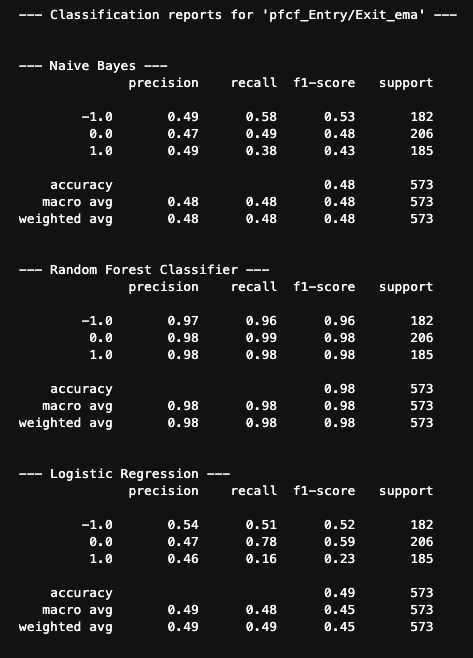 --- Classification reports for 'pfcf_Entry/Exit_ema' ---
--- Naive Bayes ---
precision recall f1-score support
-1.0 0.49 0.58 0.53 182
0.0 0.47 0.49 0.48 206
1.0 0.49 0.38 0.43 185
accuracy 0.48 573
macro avg 0.48 0.48 0.48 573
weighted avg 0.48 0.48 0.48 573
--- Random Forest Classifier ---
precision recall f1-score support
-1.0 0.97 0.96 0.96 182
0.0 0.98 0.99 0.98 206
1.0 0.98 0.98 0.98 185
accuracy 0.98 573
macro avg 0.98 0.98 0.98 573
weighted avg 0.98 0.98 0.98 573
--- Logistic Regression ---
precision recall f1-score support
-1.0 0.54 0.51 0.52 182
0.0 0.47 0.78 0.59 206
1.0 0.46 0.16 0.23 185
accuracy 0.49 573
macro avg 0.49 0.48 0.45 573
weighted avg 0.49 0.49 0.45 573